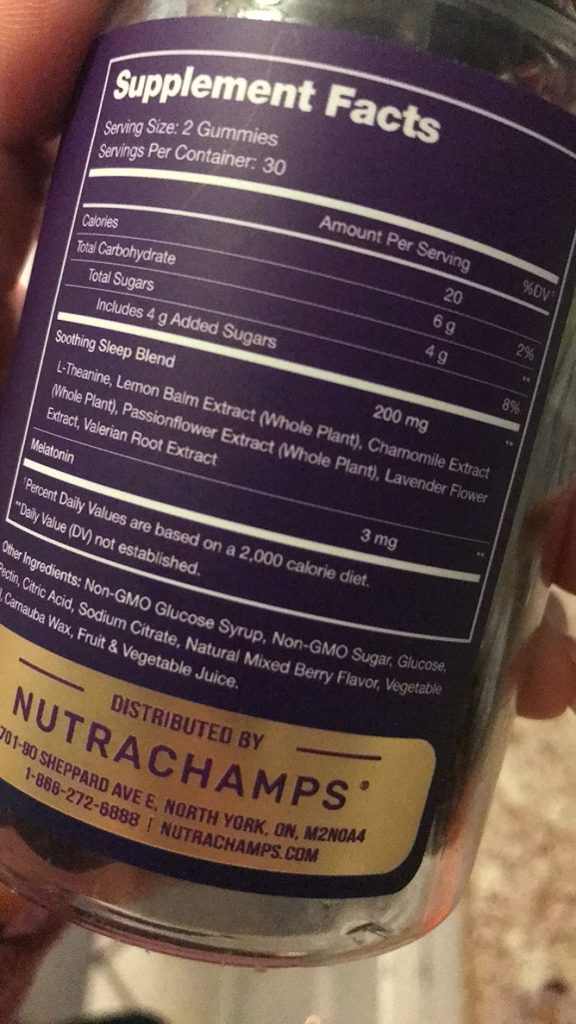 Supplement Facts
Serving Size: 2 Gummies
Servings Per Container: 30
Amount Per Serving %DV†
Calories 20
Total Carbohydrate 6 g 2%
Total Sugars 4 g **
Includes 4 g Added Sugars 8%
Soothing Sleep Blend 200 mg **
L-Theanine, Lemon Balm Extract (Whole Plant), Chamomile Extract
(Whole Plant), Passionflower Extract (Whole Plant), Lavender Flower
Extract, Valerian Root Extract
Melatonin 3 mg **
†Percent Daily Values are based on a 2,000 calorie diet.
**Daily Value (DV) not established.
Other Ingredients: Non-GMO Glucose Syrup, Non-GMO Sugar, Glucose,
Pectin, Citric Acid, Sodium Citrate, Natural Mixed Berry Flavor, Vegetable
Carnauba Wax, Fruit & Vegetable Juice.
DISTRIBUTED BY
NUTRACHAMPS®
701-90 SHEPPARD AVE E, NORTH YORK, ON, M2N0A4
1-866-272-6888 | NUTRACHAMPS.COM